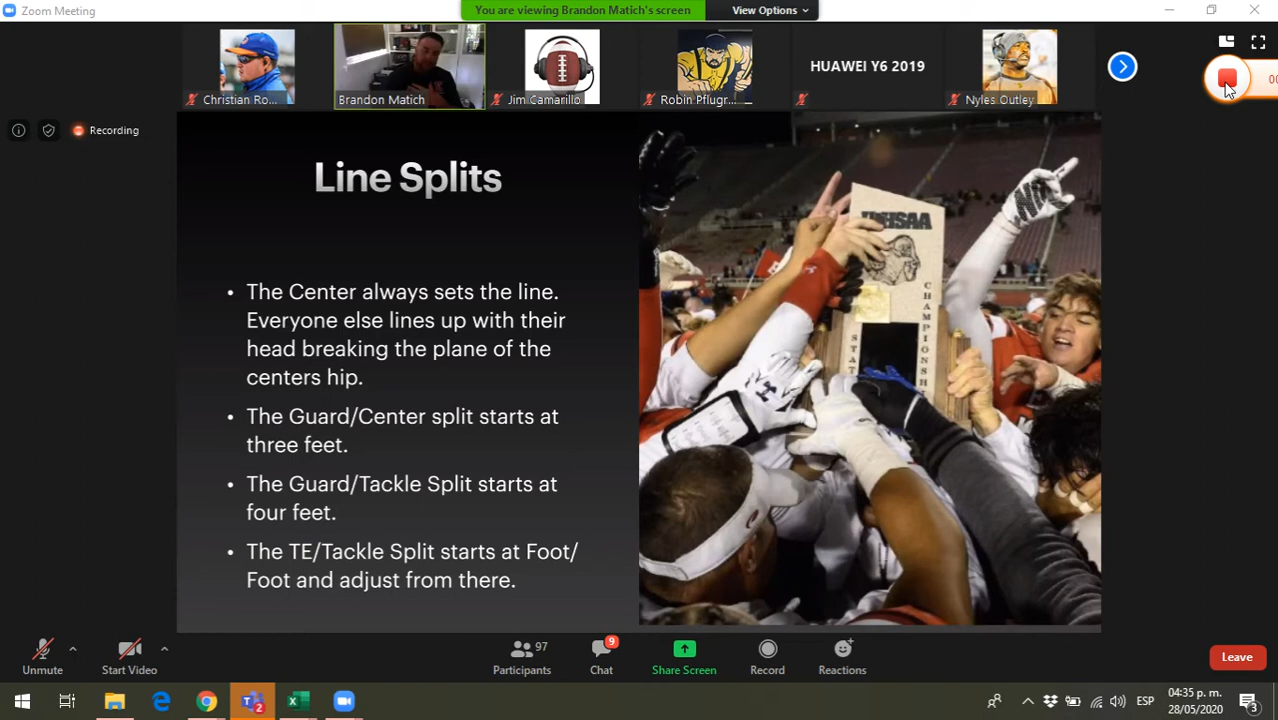 Zoom Meeting
You are viewing Brandon Matich's screen
View Options
Christian Ro...
Brandon Matich
Jim Camarillo
Robin Pflugr...
HUAWEI Y6 2019
Nyles Outley
Recording
Line Splits
• The Center always sets the line.
Everyone else lines up with their
head breaking the plane of the
centers hip.
• The Guard/Center split starts at
three feet.
• The Guard/Tackle Split starts at
four feet.
• The TE/Tackle Split starts at Foot/
Foot and adjust from there.
STATE
CHAMPIONSHIP
Unmute
Start Video
Participants
97
Chat
9
Share Screen
Record
Reactions
Leave
2
ESP
04:35 p. m.
28/05/2020
3